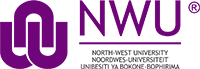 NWU®
NORTH-WEST UNIVERSITY
NOORDWES-UNIVERSITEIT
UNIBESITI YA BOKONE-BOPHIRIMA